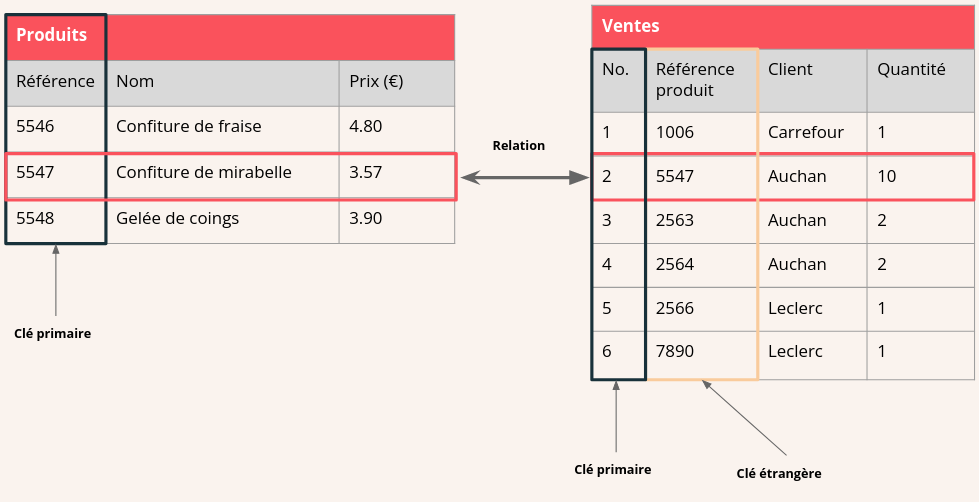 Produits
Référence Nom Prix (€)
5546 Confiture de fraise 4.80
5547 Confiture de mirabelle 3.57
5548 Gelée de coings 3.90
Clé primaire
Relation
Ventes
No. Référence produit Client Quantité
1 1006 Carrefour 1
2 5547 Auchan 10
3 2563 Auchan 2
4 2564 Auchan 2
5 2566 Leclerc 1
6 7890 Leclerc 1
Clé primaire
Clé étrangère